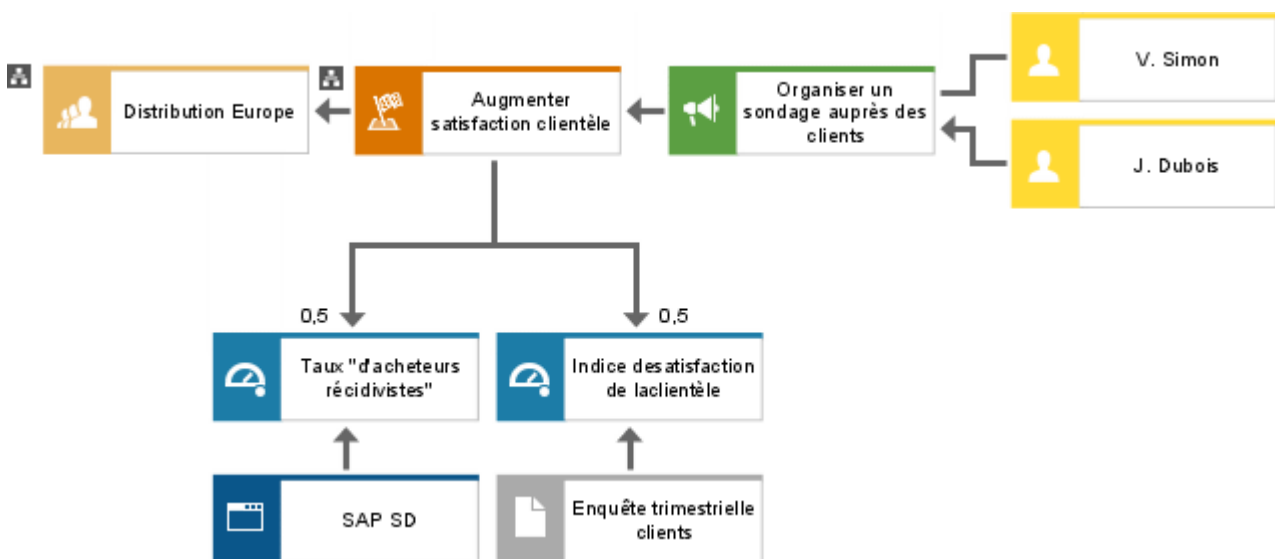 V. Simon
Distribution Europe
Augmenter
satisfaction clientèle
Organiser un
sondage auprès des
clients
J. Dubois
0,5
0,5
Taux "d'acheteurs
récidivistes"
Indice desatisfaction
de laclientèle
SAP SD
Enquête trimestrielle
clients